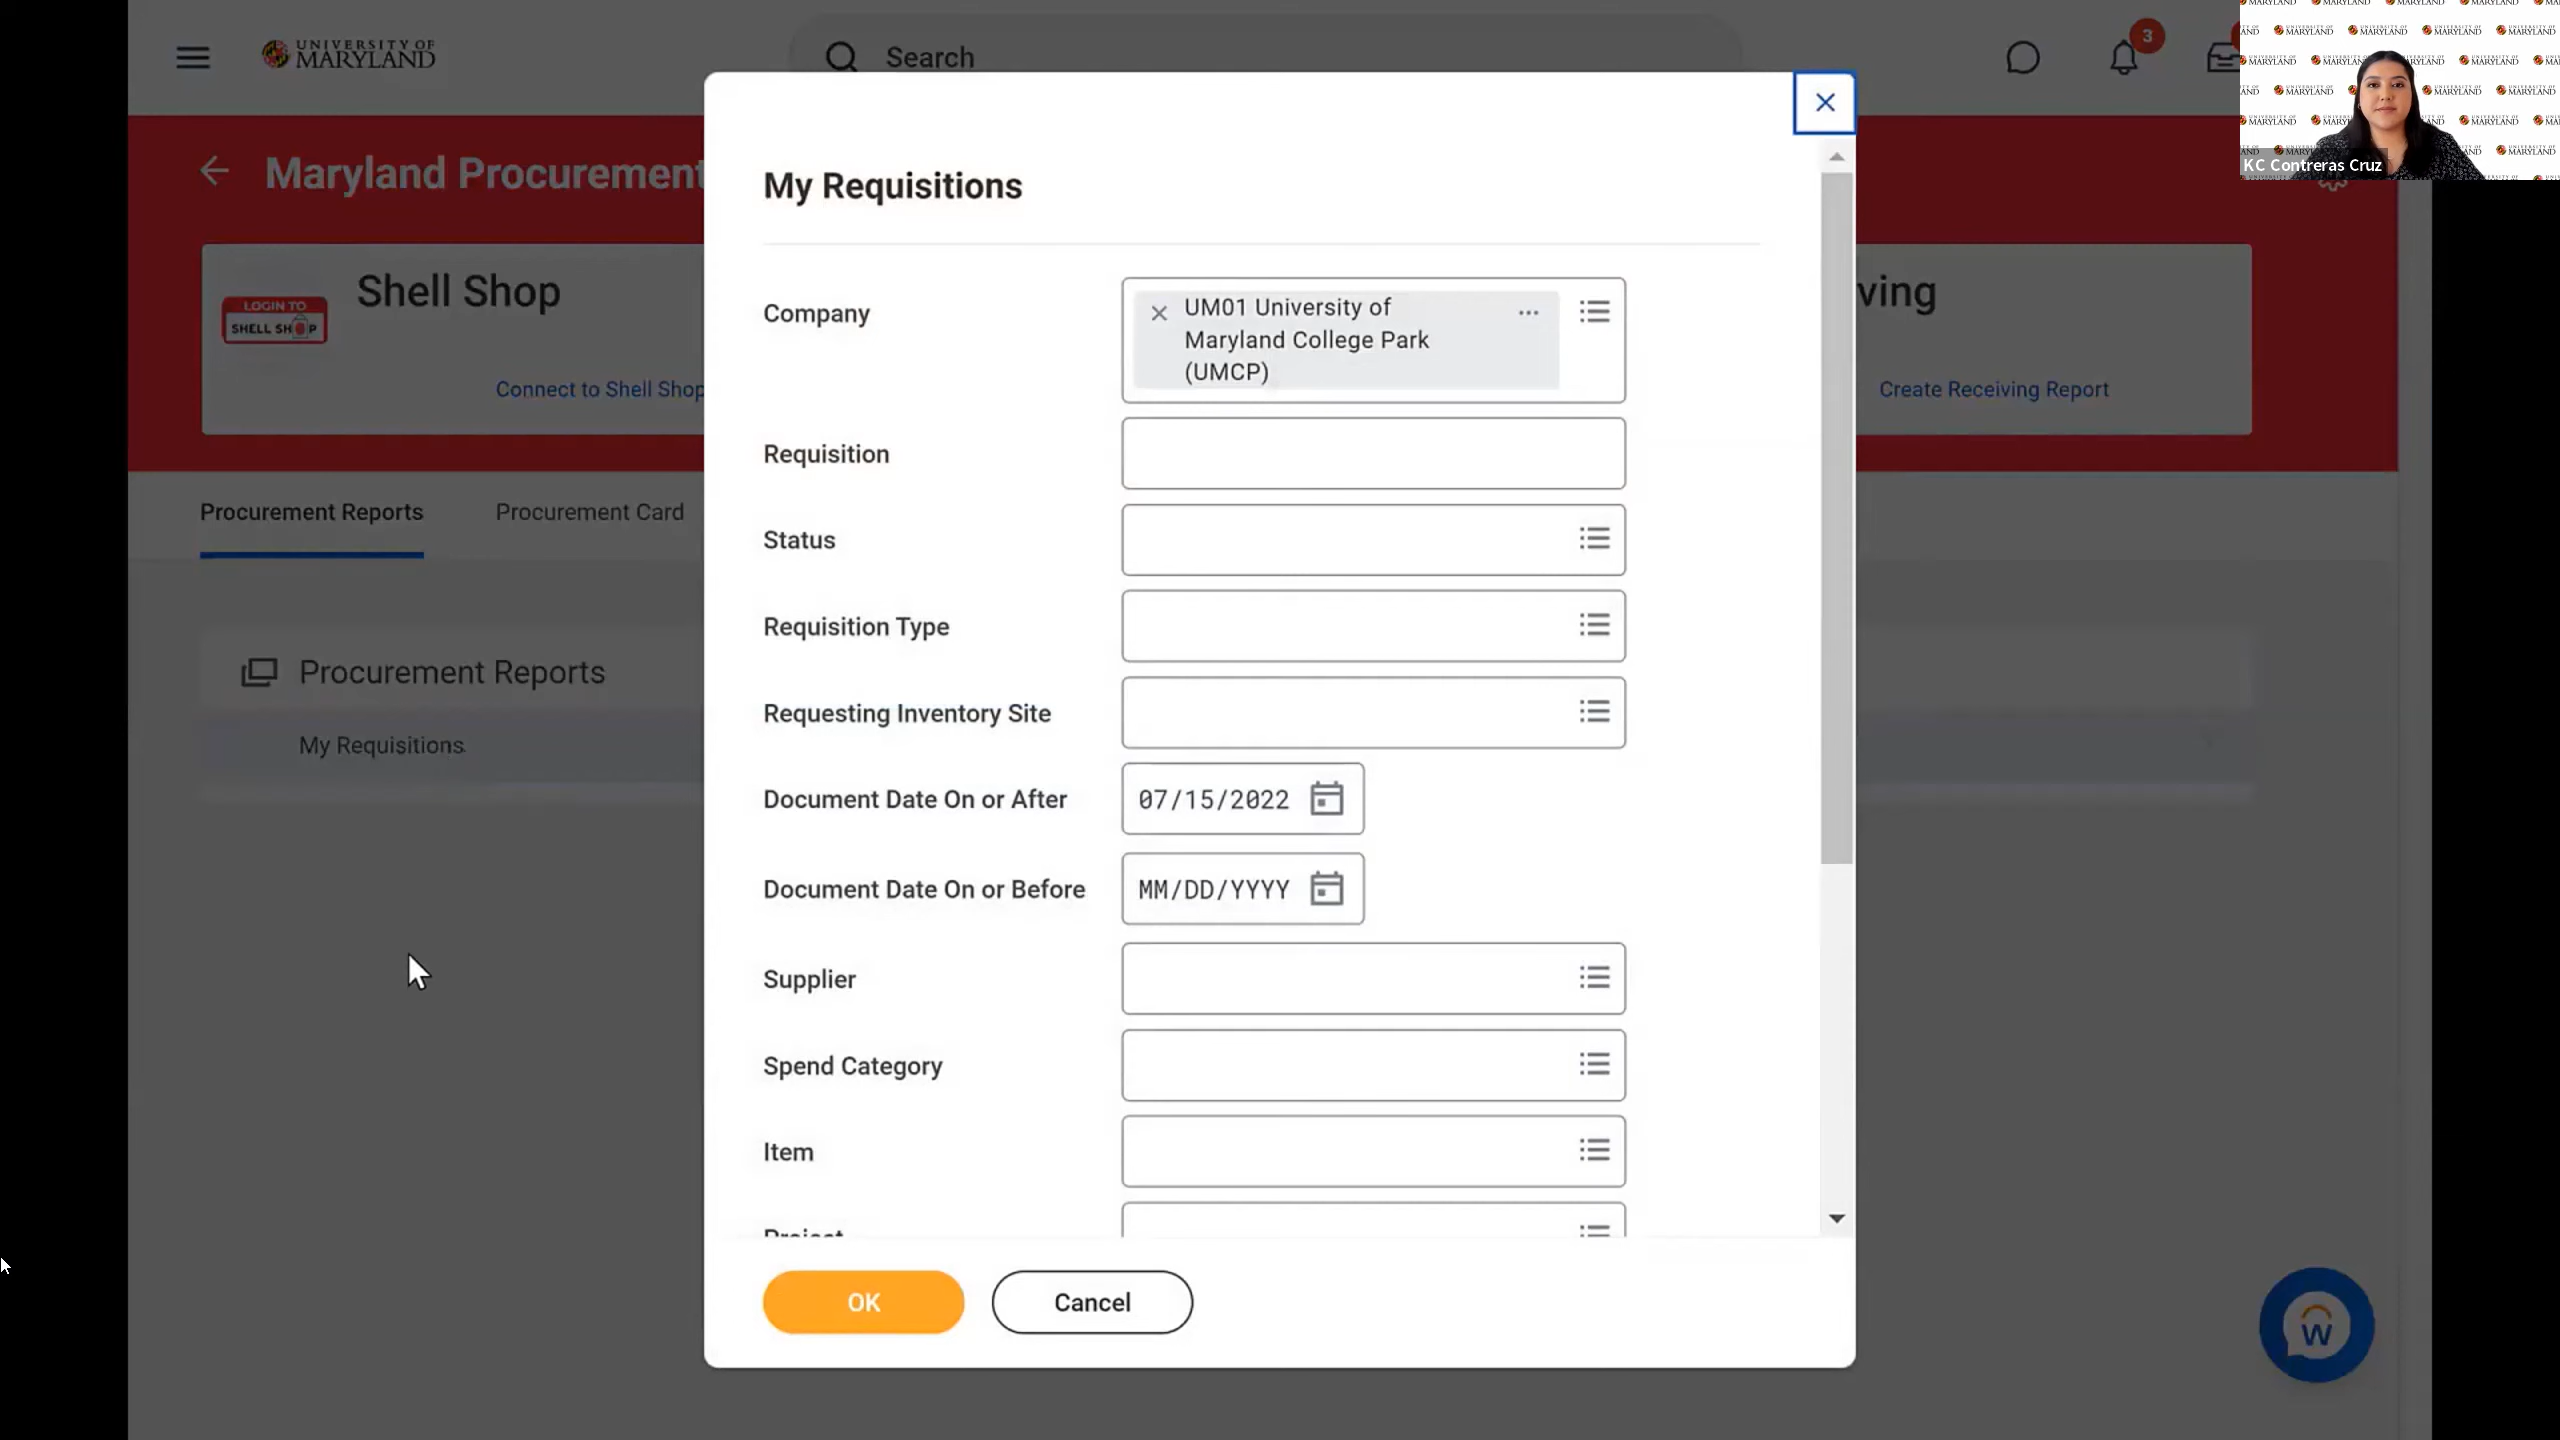 UNIVERSITY OF
MARYLAND
Search
3
KC Contreras Cruz
Maryland Procurement
Shell Shop
LOGIN TO
SHELL SHOP
Connect to Shell Shop
ving
Create Receiving Report
Procurement Reports
Procurement Card
Procurement Reports
My Requisitions
My Requisitions
Company
UM01 University of
Maryland College Park
(UMCP)
Requisition
Status
Requisition Type
Requesting Inventory Site
Document Date On or After
07/15/2022
Document Date On or Before
MM/DD/YYYY
Supplier
Spend Category
Item
Project
OK
Cancel
W